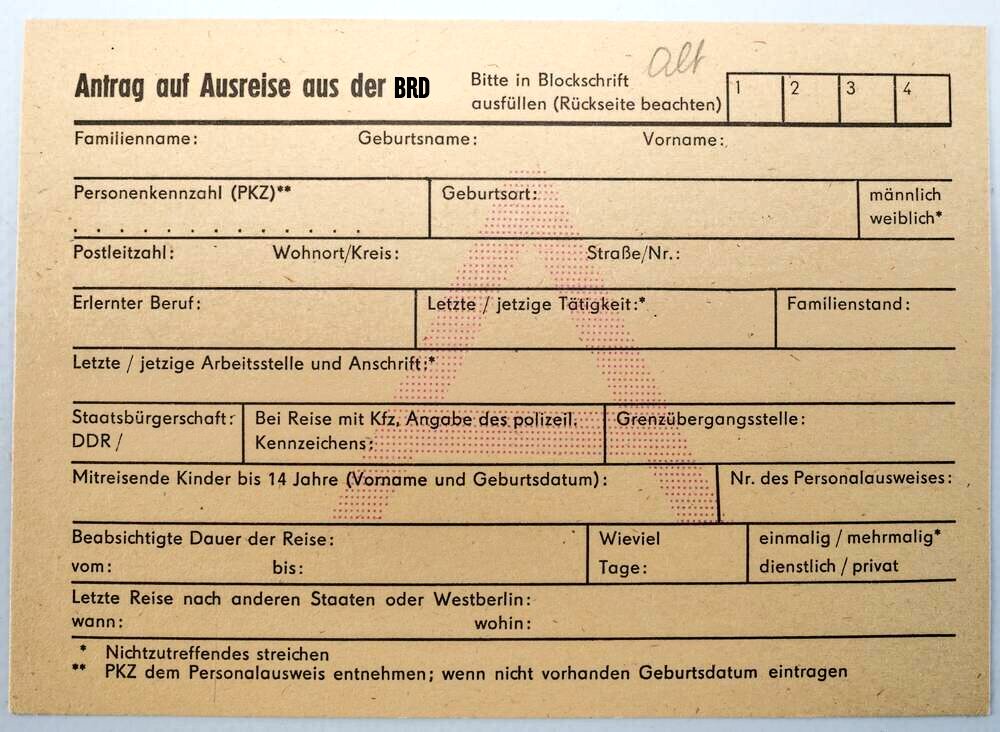 Antrag auf Ausreise aus der BRD
Bitte in Blockschrift
ausfüllen (Rückseite beachten)
alt
1 2 3 4
Familienname: Geburtsname: Vorname:
Personenkennzahl (PKZ)** Geburtsort: männlich
weiblich*
. . . . . . . . . . . . .
Postleitzahl: Wohnort/Kreis: Straße/Nr.:
Erlernter Beruf: Letzte / jetzige Tätigkeit:* Familienstand:
Letzte / jetzige Arbeitsstelle und Anschrift:*
Staatsbürgerschaft: Bei Reise mit Kfz, Angabe des polizeil. Grenzübergangsstelle:
DDR / Kennzeichens:
Mitreisende Kinder bis 14 Jahre (Vorname und Geburtsdatum): Nr. des Personalausweises:
Beabsichtigte Dauer der Reise: Wieviel einmalig / mehrmalig*
vom: bis: Tage: dienstlich / privat
Letzte Reise nach anderen Staaten oder Westberlin:
wann: wohin:
* Nichtzutreffendes streichen
** PKZ dem Personalausweis entnehmen; wenn nicht vorhanden Geburtsdatum eintragen
A